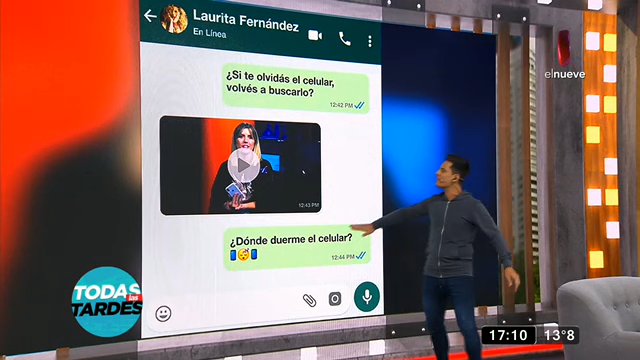 Laurita Fernández
En Línea
¿Si te olvidás el celular,
volvés a buscarlo?
12:42 PM
12:43 PM
¿Dónde duerme el celular?
12:44 PM
elnueve
TODAS
las
TARDES
17:10
13°8